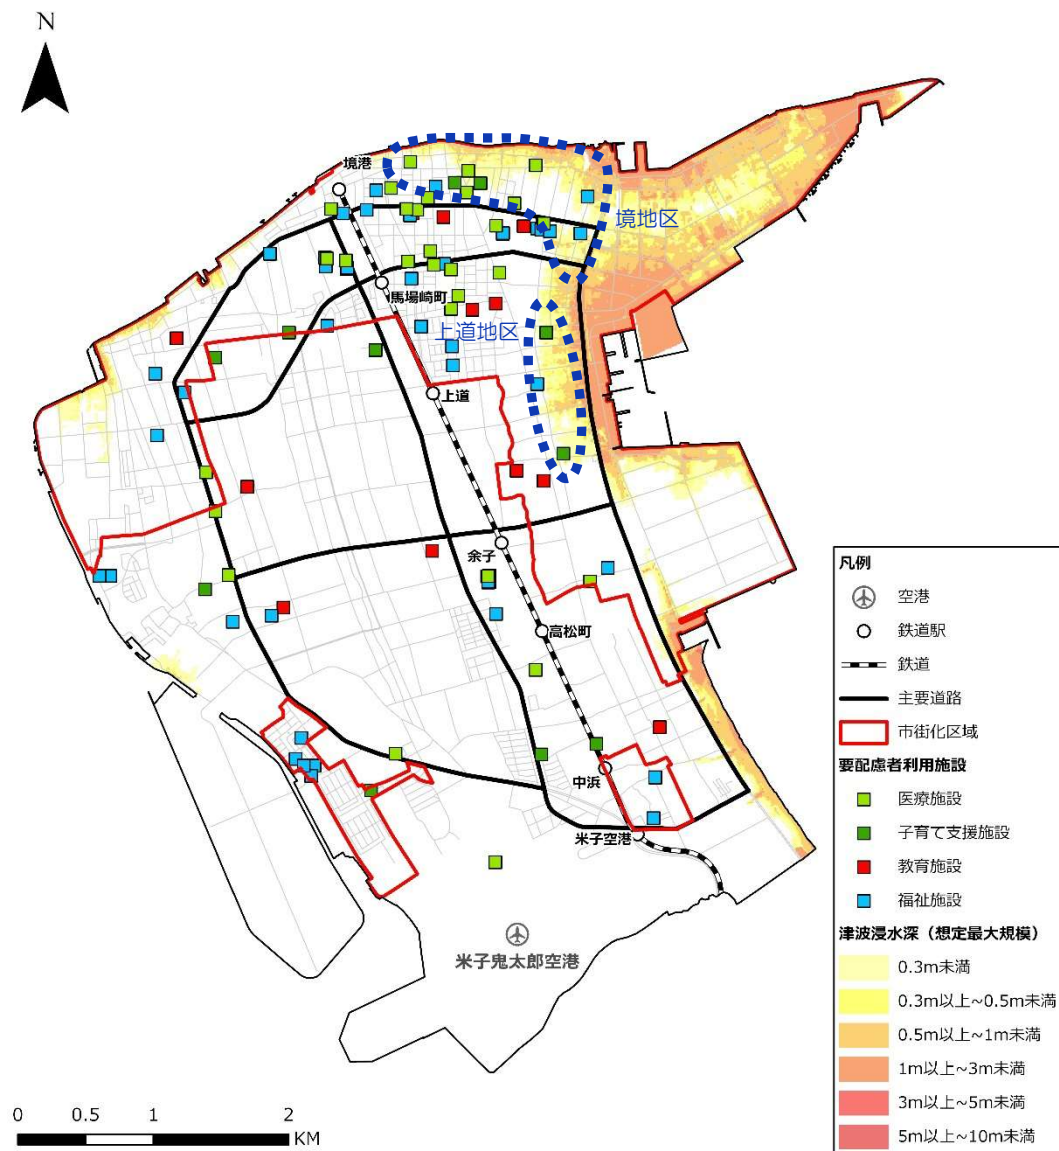 N
境港
境地区
馬場崎町
上道地区
上道
余子
高松町
中浜
米子空港
米子鬼太郎空港
0 0.5 1 2
KM
凡例
空港
鉄道駅
鉄道
主要道路
市街化区域
要配慮者利用施設
医療施設
子育て支援施設
教育施設
福祉施設
津波浸水深（想定最大規模）
0.3m未満
0.3m以上~0.5m未満
0.5m以上~1m未満
1m以上~3m未満
3m以上~5m未満
5m以上~10m未満